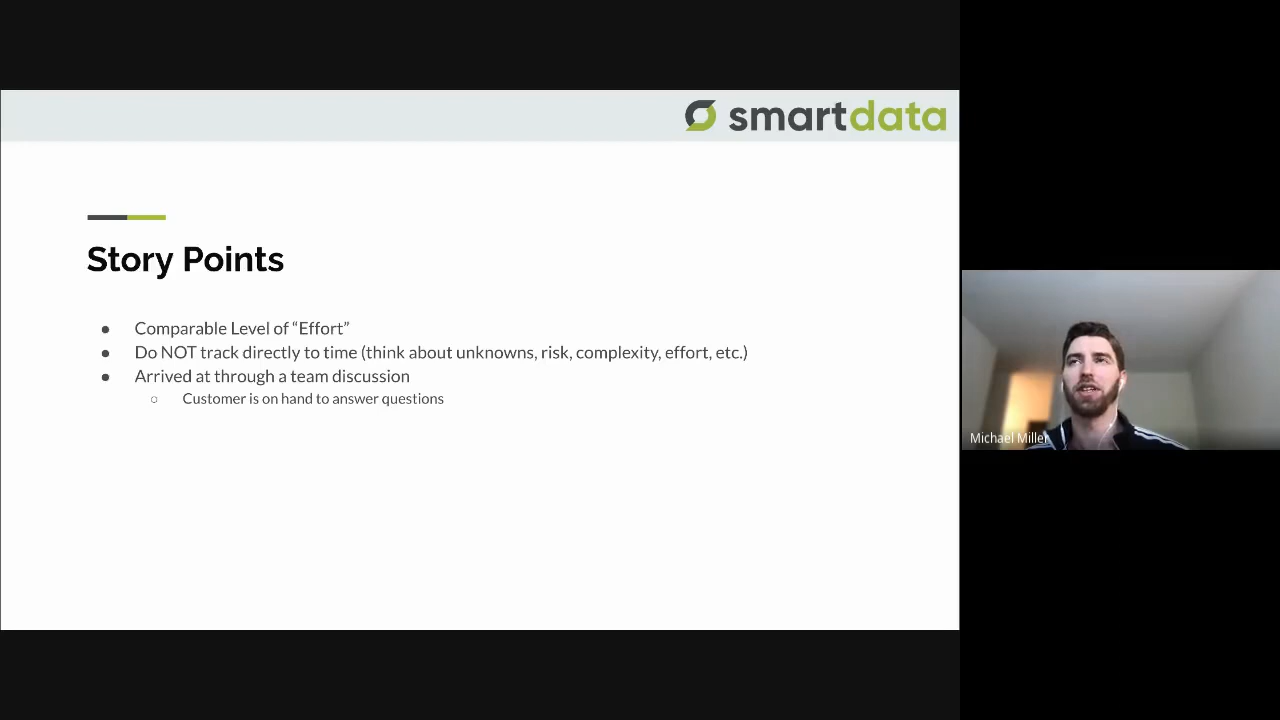 smartdata
Story Points
● Comparable Level of “Effort”
● Do NOT track directly to time (think about unknowns, risk, complexity, effort, etc.)
● Arrived at through a team discussion
○ Customer is on hand to answer questions
Michael Miller